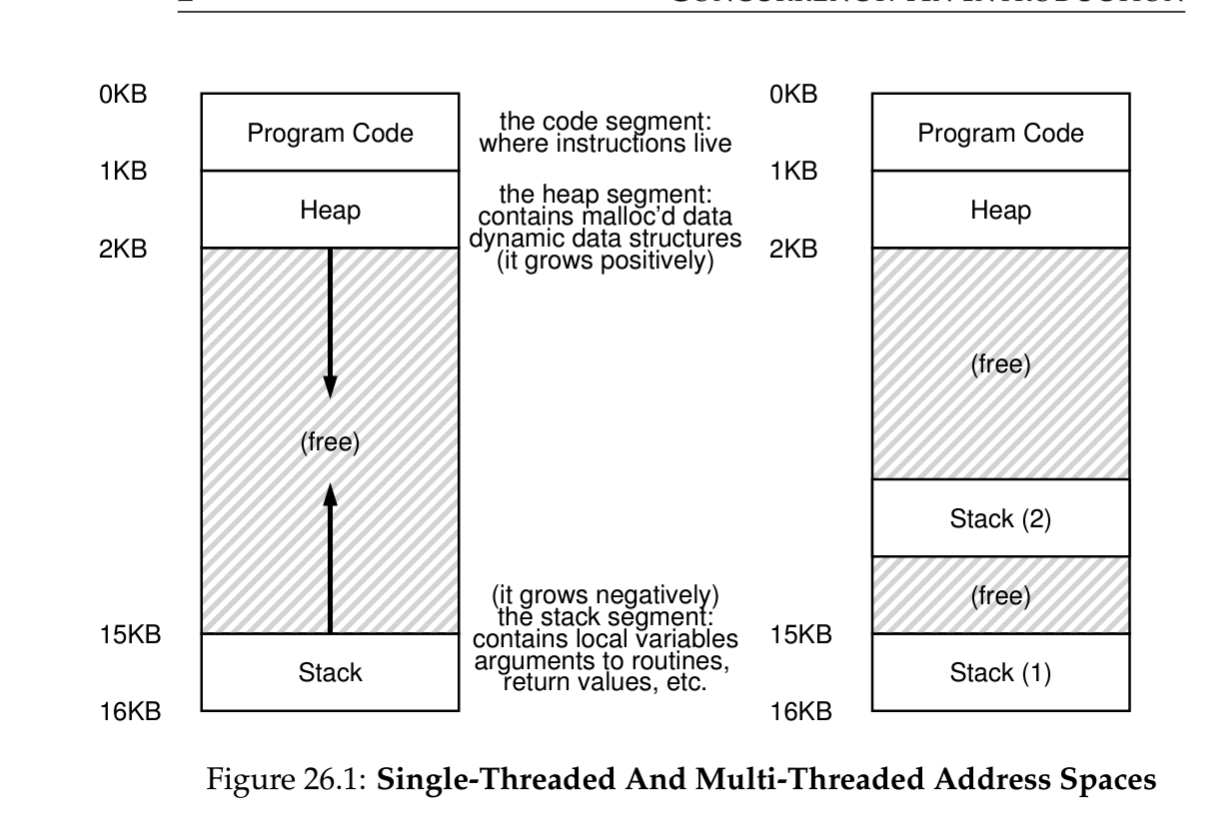 0KB
Program Code
1KB
Heap
2KB
(free)
15KB
Stack
16KB
the code segment:
where instructions live
the heap segment:
contains malloc'd data
dynamic data structures
(it grows positively)
(it grows negatively)
the stack segment:
contains local variables
arguments to routines,
return values, etc.
0KB
Program Code
1KB
Heap
2KB
(free)
Stack (2)
(free)
15KB
Stack (1)
16KB
Figure 26.1: Single-Threaded And Multi-Threaded Address Spaces